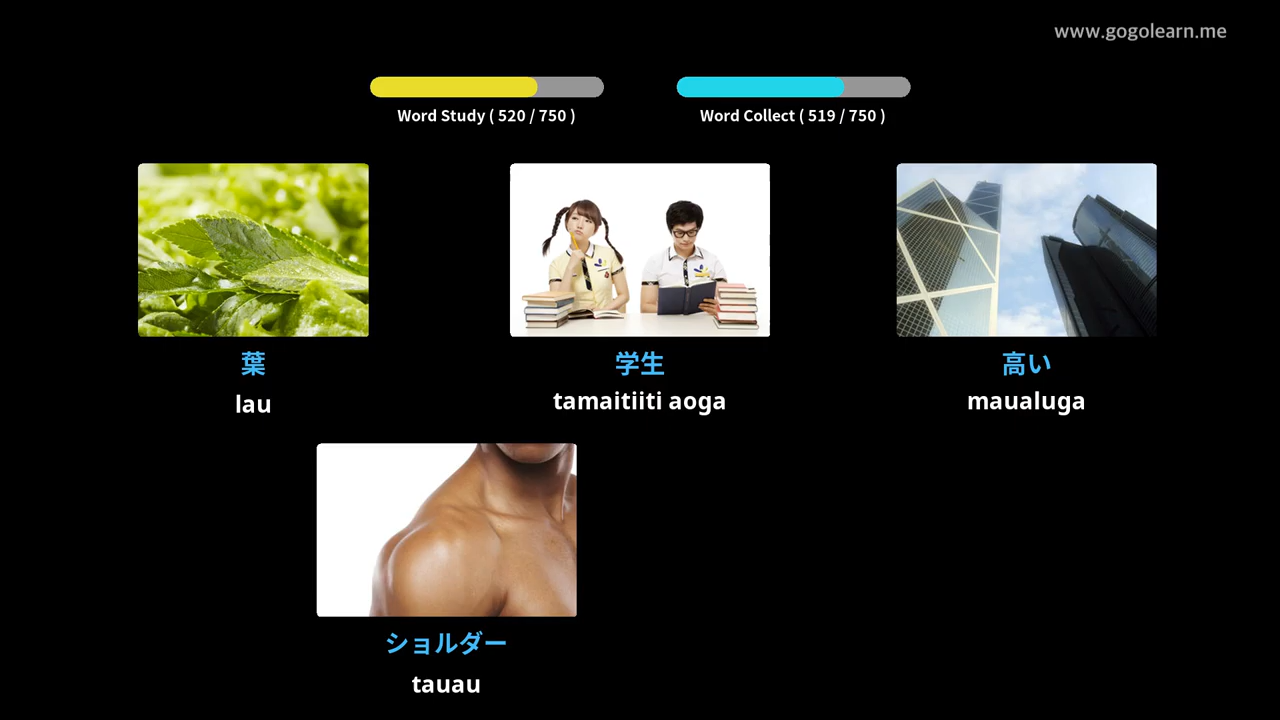 www.gogolearn.me
Word Study ( 520 / 750 )
Word Collect ( 519 / 750 )
葉
lau
学生
tamaitiiti aoga
高い
maualuga
ショルダー
tauau